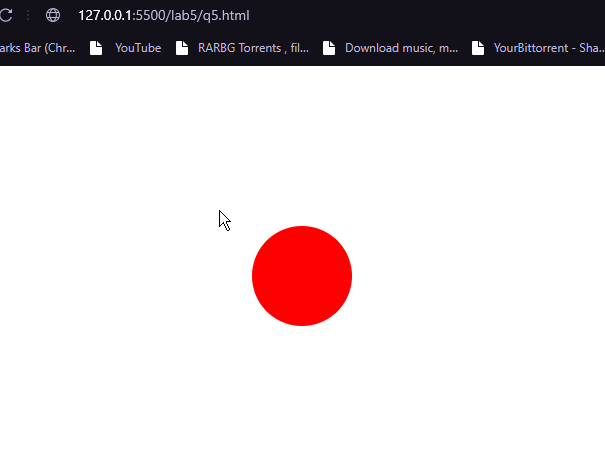 127.0.0.1:5500/lab5/q5.html
arks Bar (Chr... YouTube RARBG Torrents , fil... Download music, m... YourBittorrent - Sha...